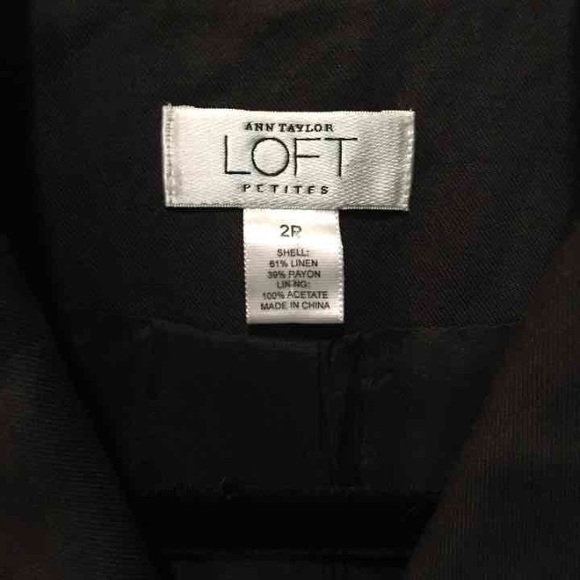 ANN TAYLOR
LOFT
PETITES
2P
SHELL:
61% LINEN
39% RAYON
LINING:
100% ACETATE
MADE IN CHINA